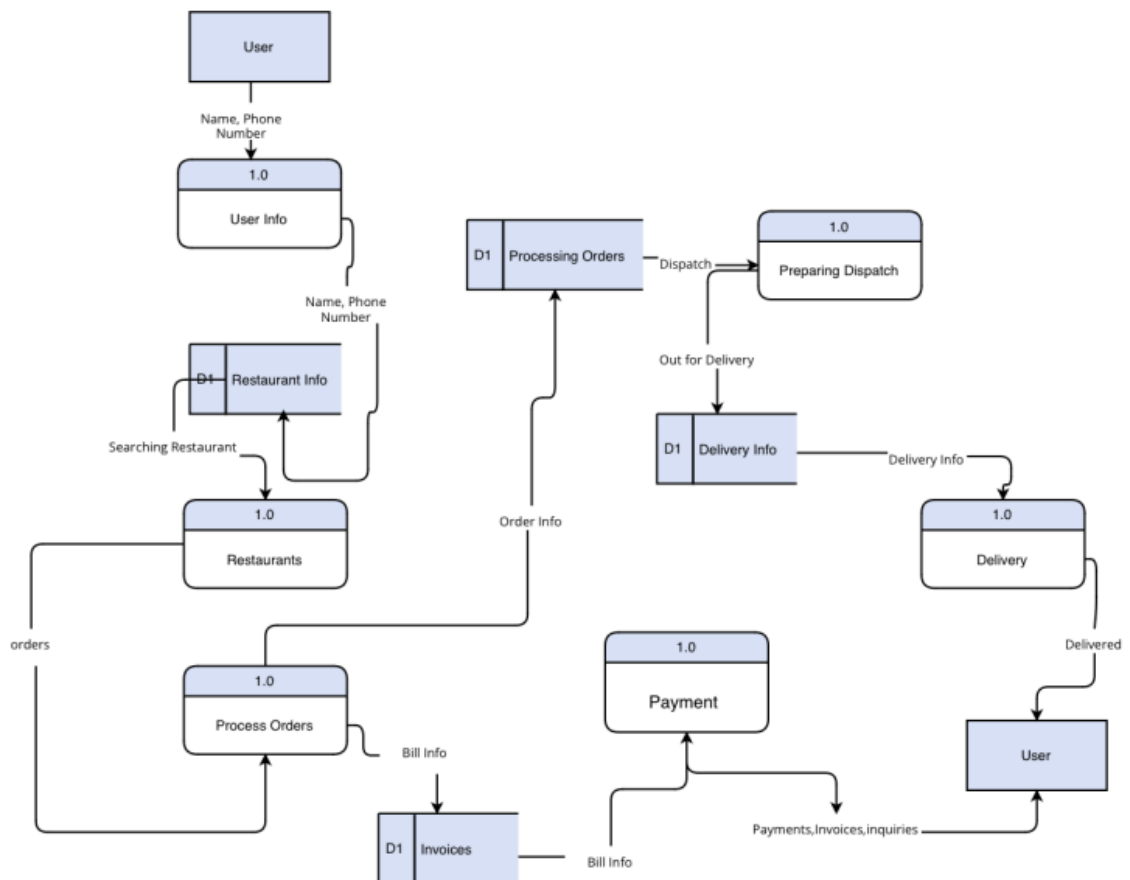 User
Name, Phone
Number
1.0
User Info
Name, Phone
Number
D1
Restaurant Info
Searching Restaurant
1.0
Restaurants
orders
1.0
Process Orders
Order Info
D1
Processing Orders
Dispatch
1.0
Preparing Dispatch
Out for Delivery
D1
Delivery Info
Delivery Info
1.0
Delivery
Delivered
User
Bill Info
D1
Invoices
Bill Info
1.0
Payment
Payments,Invoices,inquiries